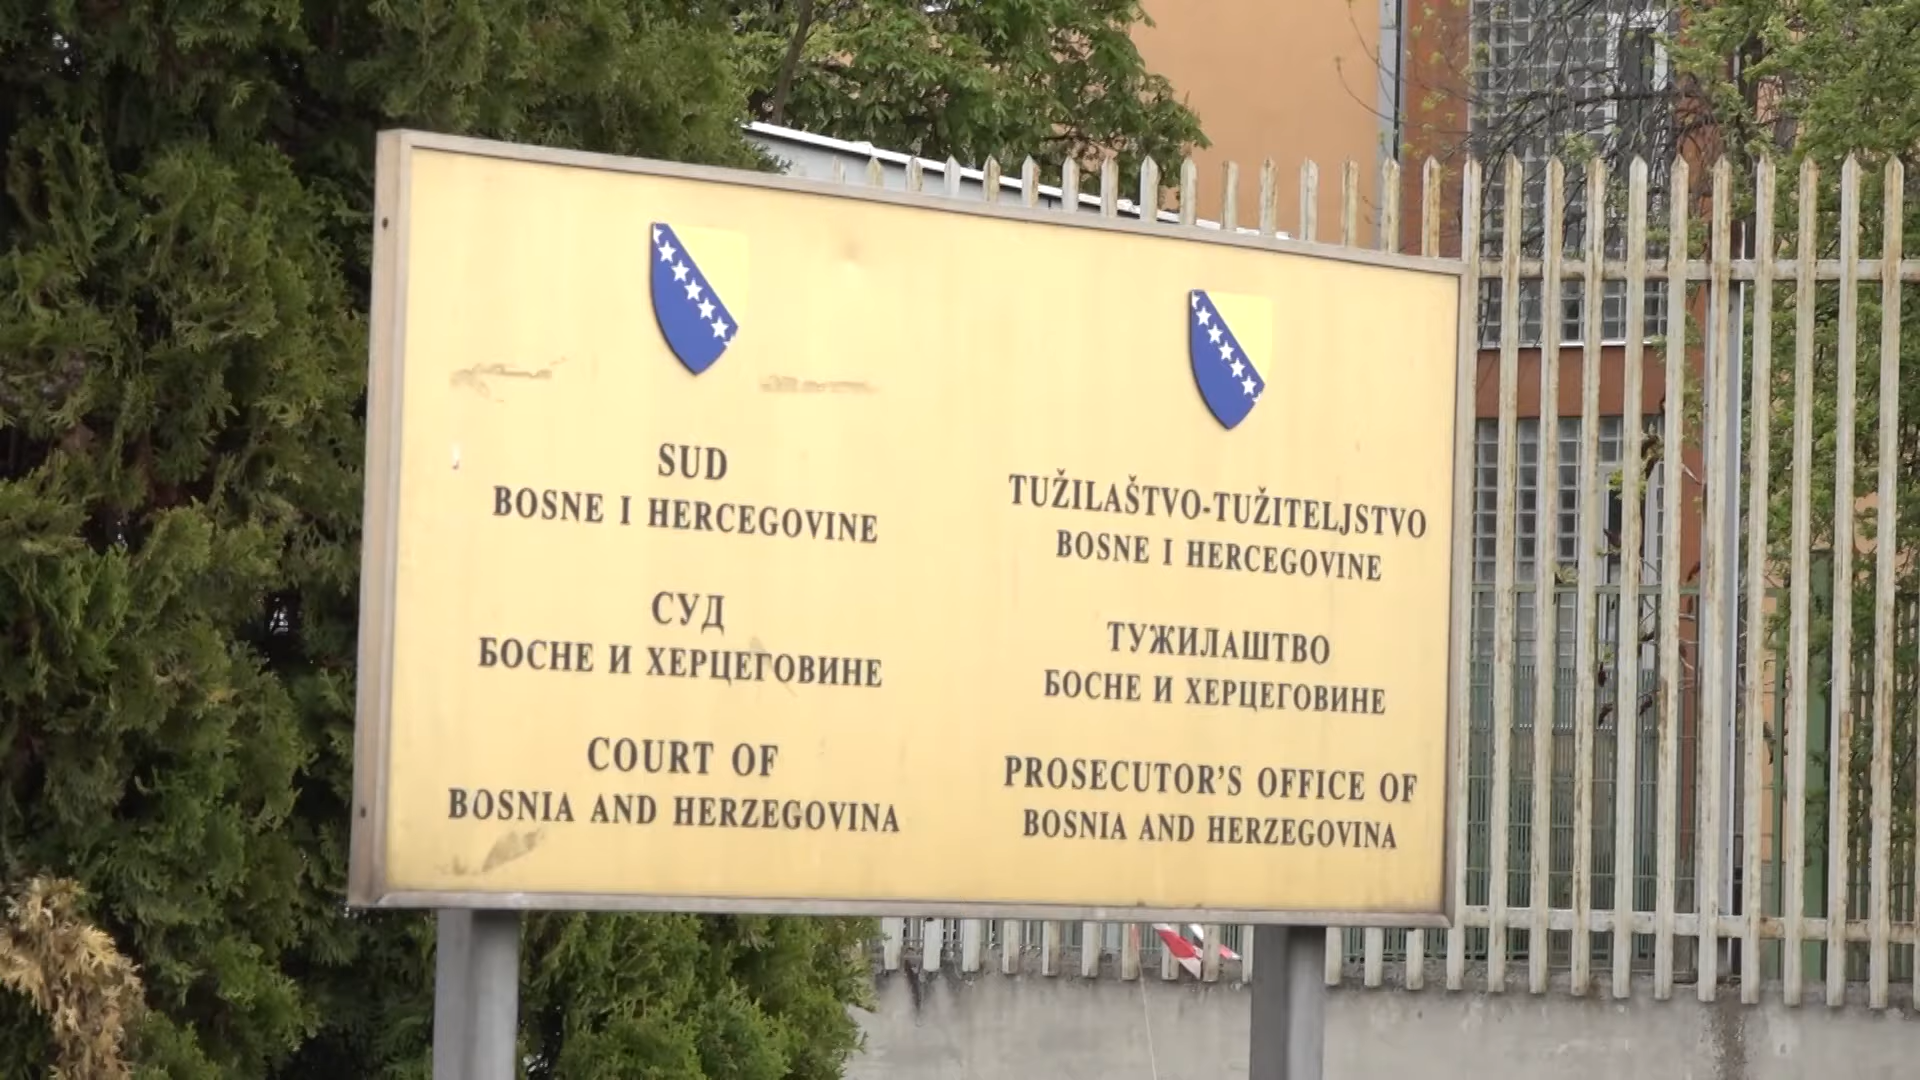 SUD
BOSNE I HERCEGOVINE
СУД
БОСНЕ И ХЕРЦЕГОВИНЕ
COURT OF
BOSNIA AND HERZEGOVINA
TUŽILAŠTVO-TUŽITELJSTVO
BOSNE I HERCEGOVINE
ТУЖИЛАШТВО
БОСНЕ И ХЕРЦЕГОВИНЕ
PROSECUTOR'S OFFICE OF
BOSNIA AND HERZEGOVINA